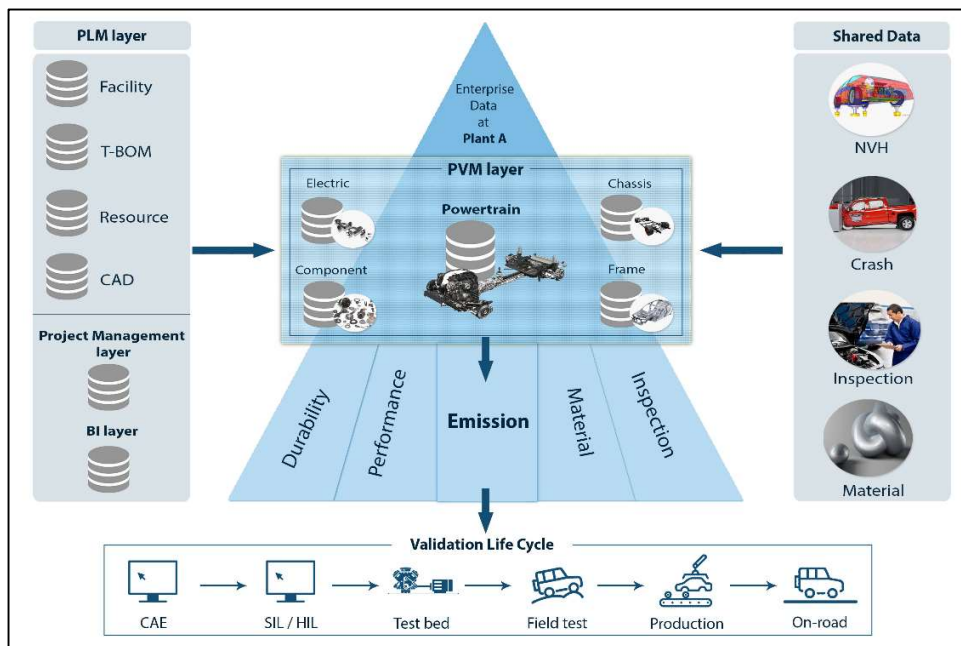 PLM layer
Facility
T-BOM
Resource
CAD
Project Management
layer
BI layer
Enterprise
Data
at
Plant A
PVM layer
Electric
Chassis
Powertrain
Component
Frame
Durability
Performance
Emission
Material
Inspection
Shared Data
NVH
Crash
Inspection
Material
Validation Life Cycle
CAE
SIL / HIL
Test bed
Field test
Production
On-road